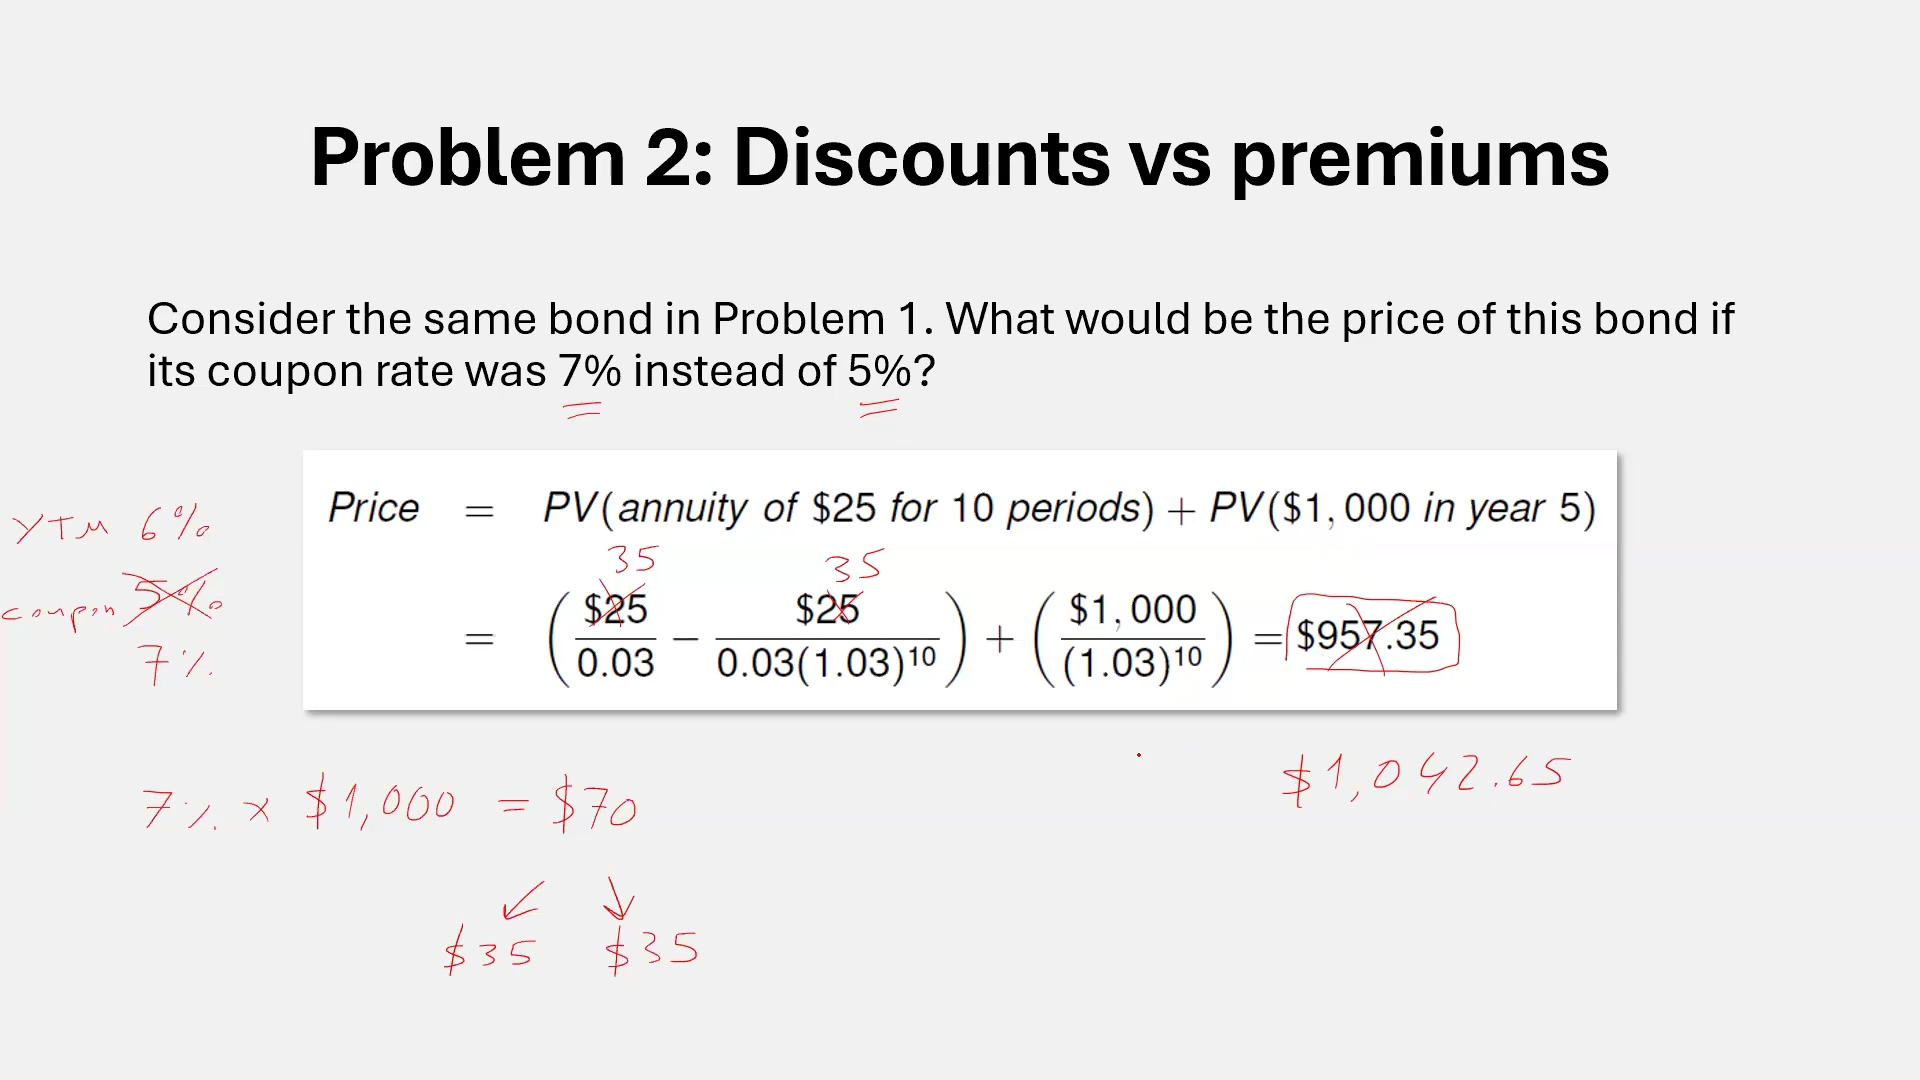 Problem 2: Discounts vs premiums
Consider the same bond in Problem 1. What would be the price of this bond if
its coupon rate was 7% instead of 5%?
Price = PV(annuity of $25 for 10 periods) + PV($1,000 in year 5)
YTM 6%
35 35
= ($25/0.03 − $25/0.03(1.03)^10) + ($1,000/(1.03)^10) = $957.35
coupon 5%
7%
$1,042.65
7% x $1,000 = $70
$35 $35